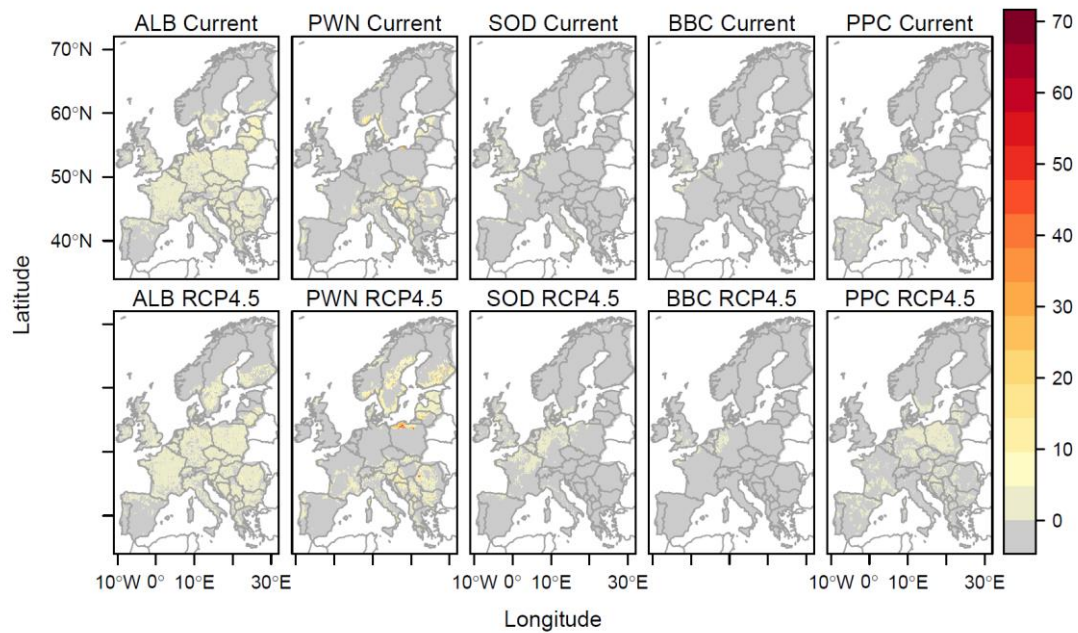 ALB Current PWN Current SOD Current BBC Current PPC Current
70
70°N
60
60°N
50
50°N
40
40°N
30
Latitude
ALB RCP4.5 PWN RCP4.5 SOD RCP4.5 BBC RCP4.5 PPC RCP4.5
20
10
0
10°W 0° 30°E 10°E 10°W 0° 30°E 10°E 10°W 0° 30°E
Longitude